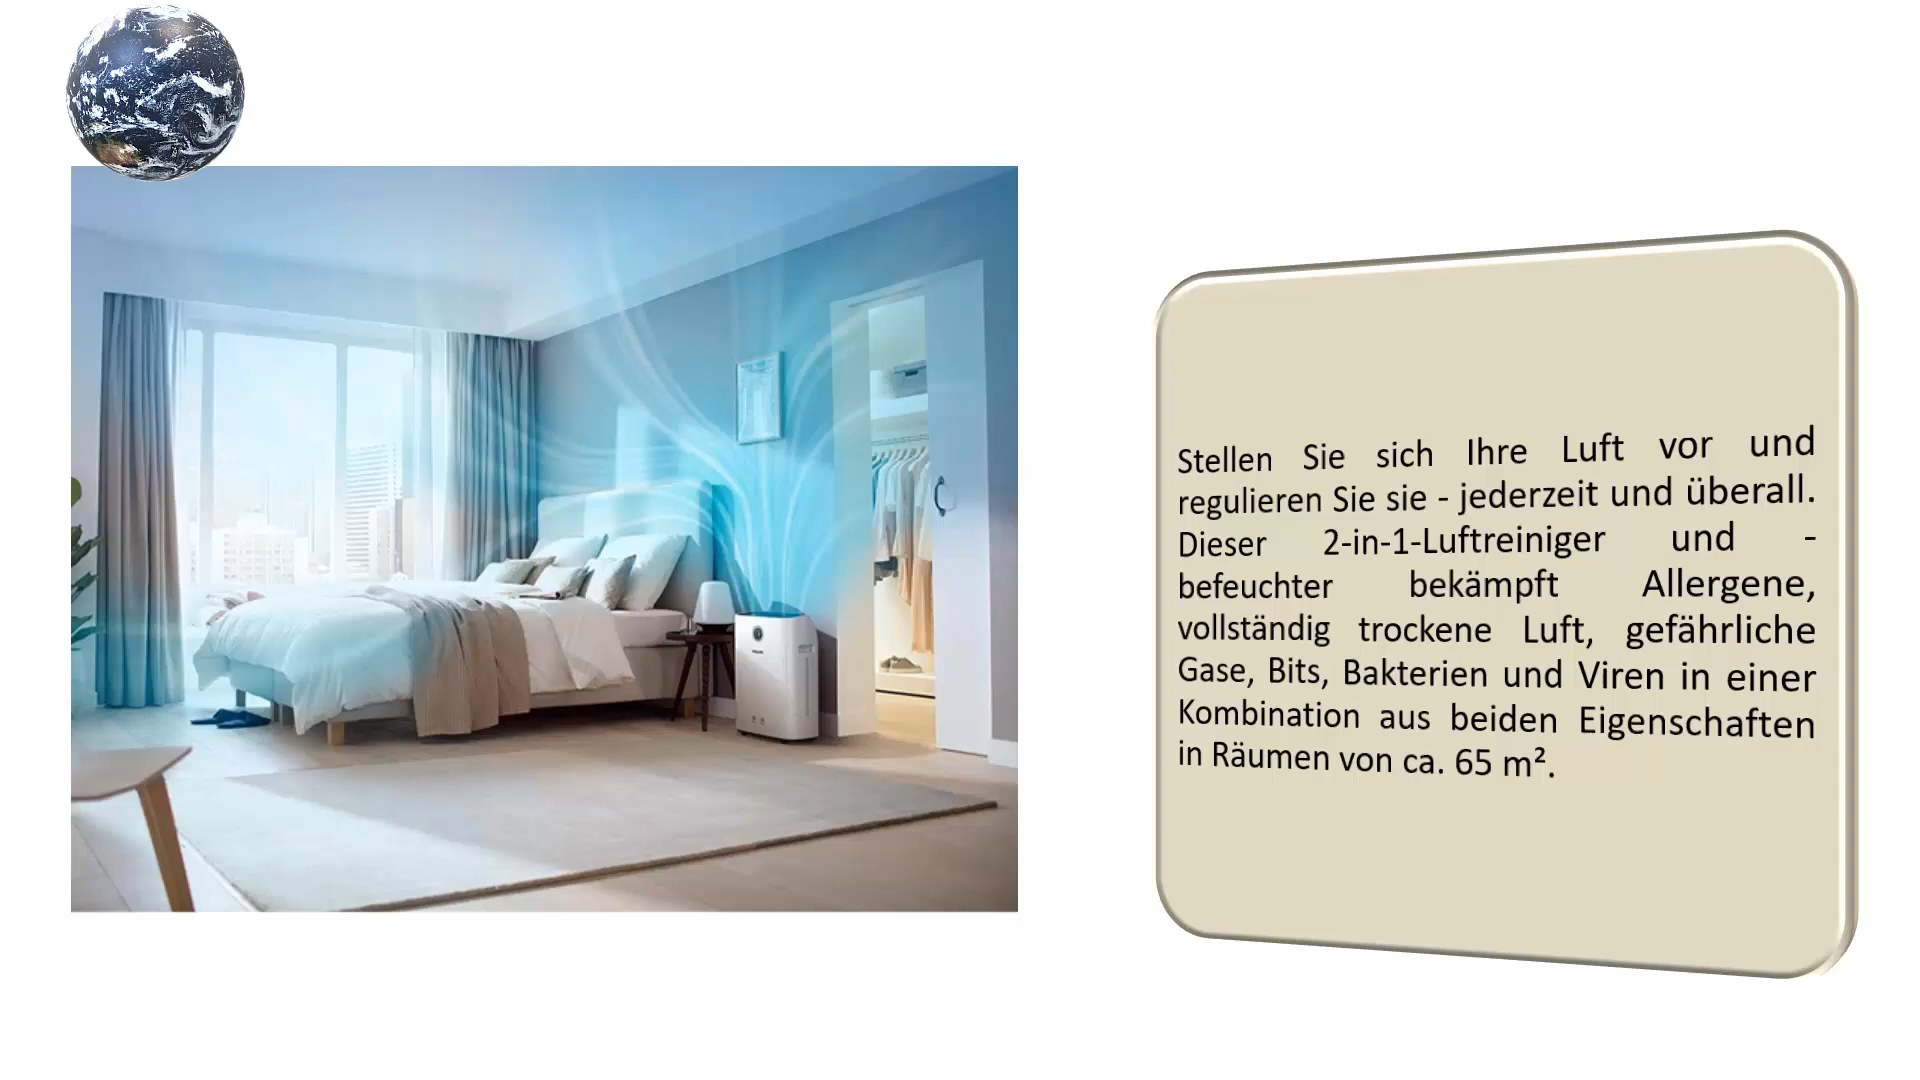 Stellen Sie sich Ihre Luft vor und
regulieren Sie sie - jederzeit und überall.
Dieser 2-in-1-Luftreiniger und -
befeuchter bekämpft Allergene,
vollständig trockene Luft, gefährliche
Gase, Bits, Bakterien und Viren in einer
Kombination aus beiden Eigenschaften
in Räumen von ca. 65 m².